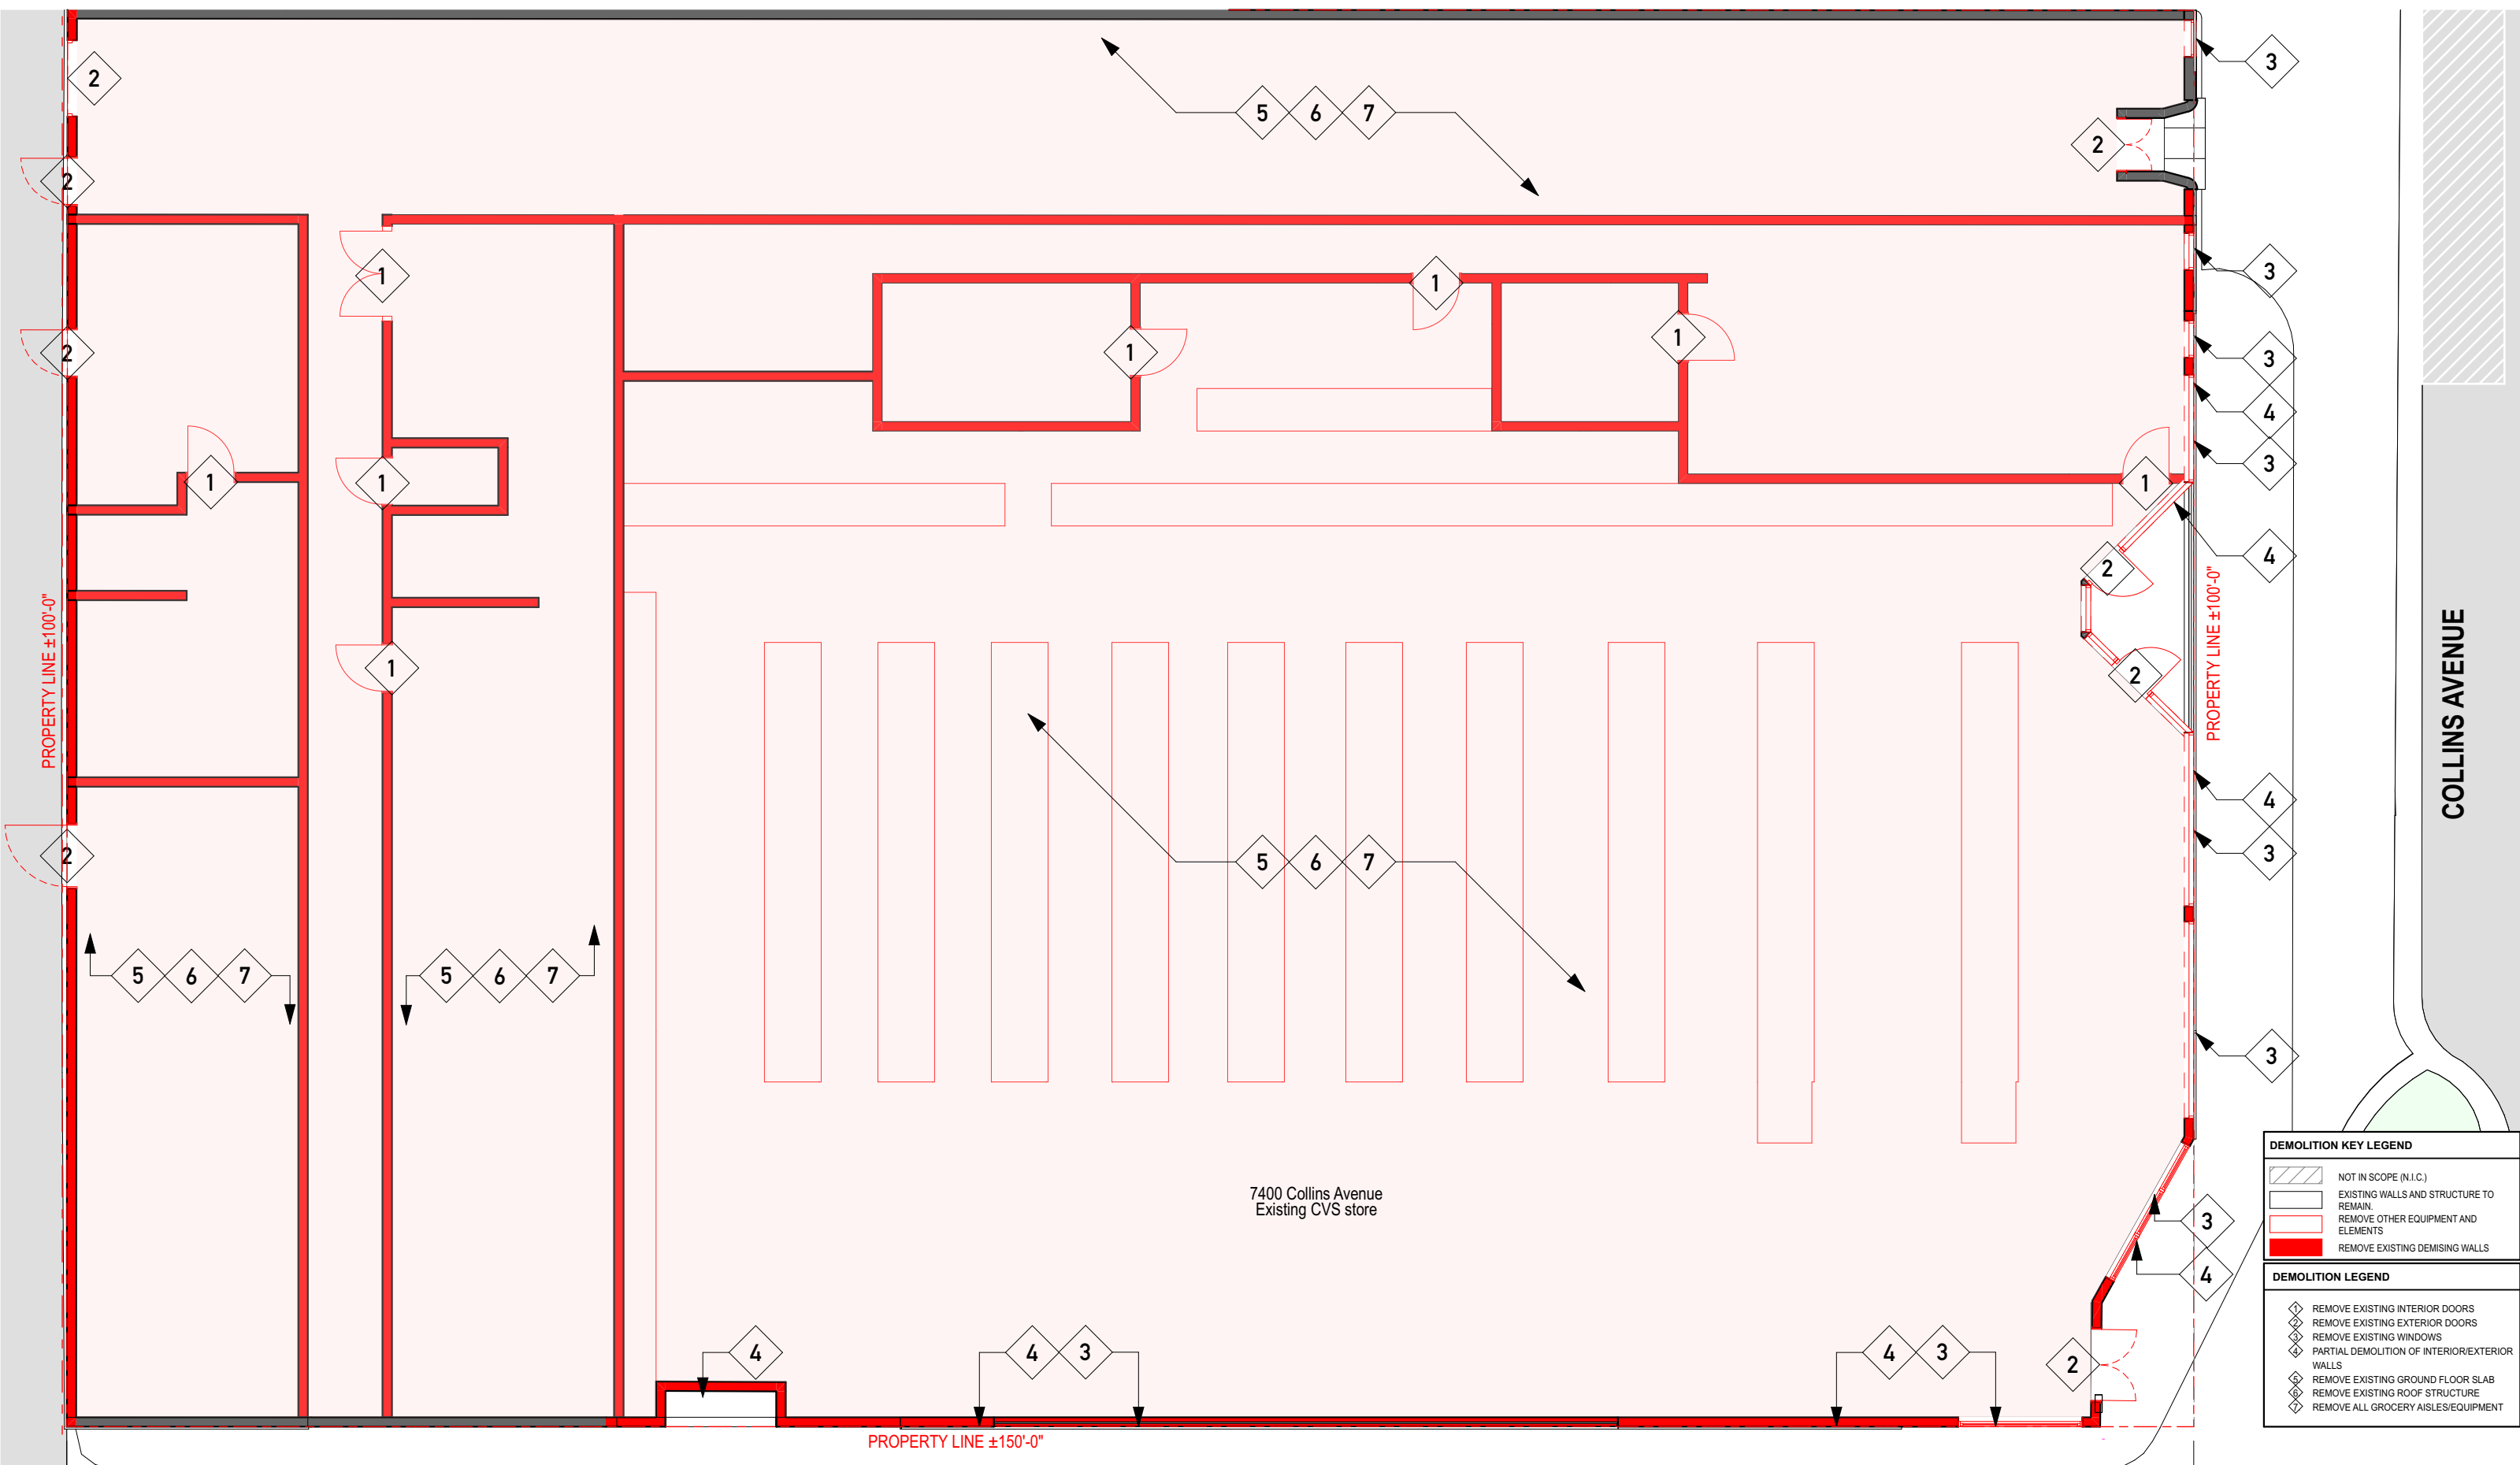 3
2
5 6 7
2
2
3
1
1
2
1
1
3
4
3
1
1
1
4
2
PROPERTY LINE ±100'-0"
PROPERTY LINE ±100'-0"
COLLINS AVENUE
1
2
4
3
2
5 6 7
5 6 7
5 6 7
3
7400 Collins Avenue
Existing CVS store
3
4
4
4 3
4 3
2
PROPERTY LINE ±150'-0"
DEMOLITION KEY LEGEND
NOT IN SCOPE (N.I.C.)
EXISTING WALLS AND STRUCTURE TO
REMAIN.
REMOVE OTHER EQUIPMENT AND
ELEMENTS
REMOVE EXISTING DEMISING WALLS
DEMOLITION LEGEND
1 REMOVE EXISTING INTERIOR DOORS
2 REMOVE EXISTING EXTERIOR DOORS
3 REMOVE EXISTING WINDOWS
4 PARTIAL DEMOLITION OF INTERIOR/EXTERIOR
WALLS
5 REMOVE EXISTING GROUND FLOOR SLAB
6 REMOVE EXISTING ROOF STRUCTURE
7 REMOVE ALL GROCERY AISLES/EQUIPMENT